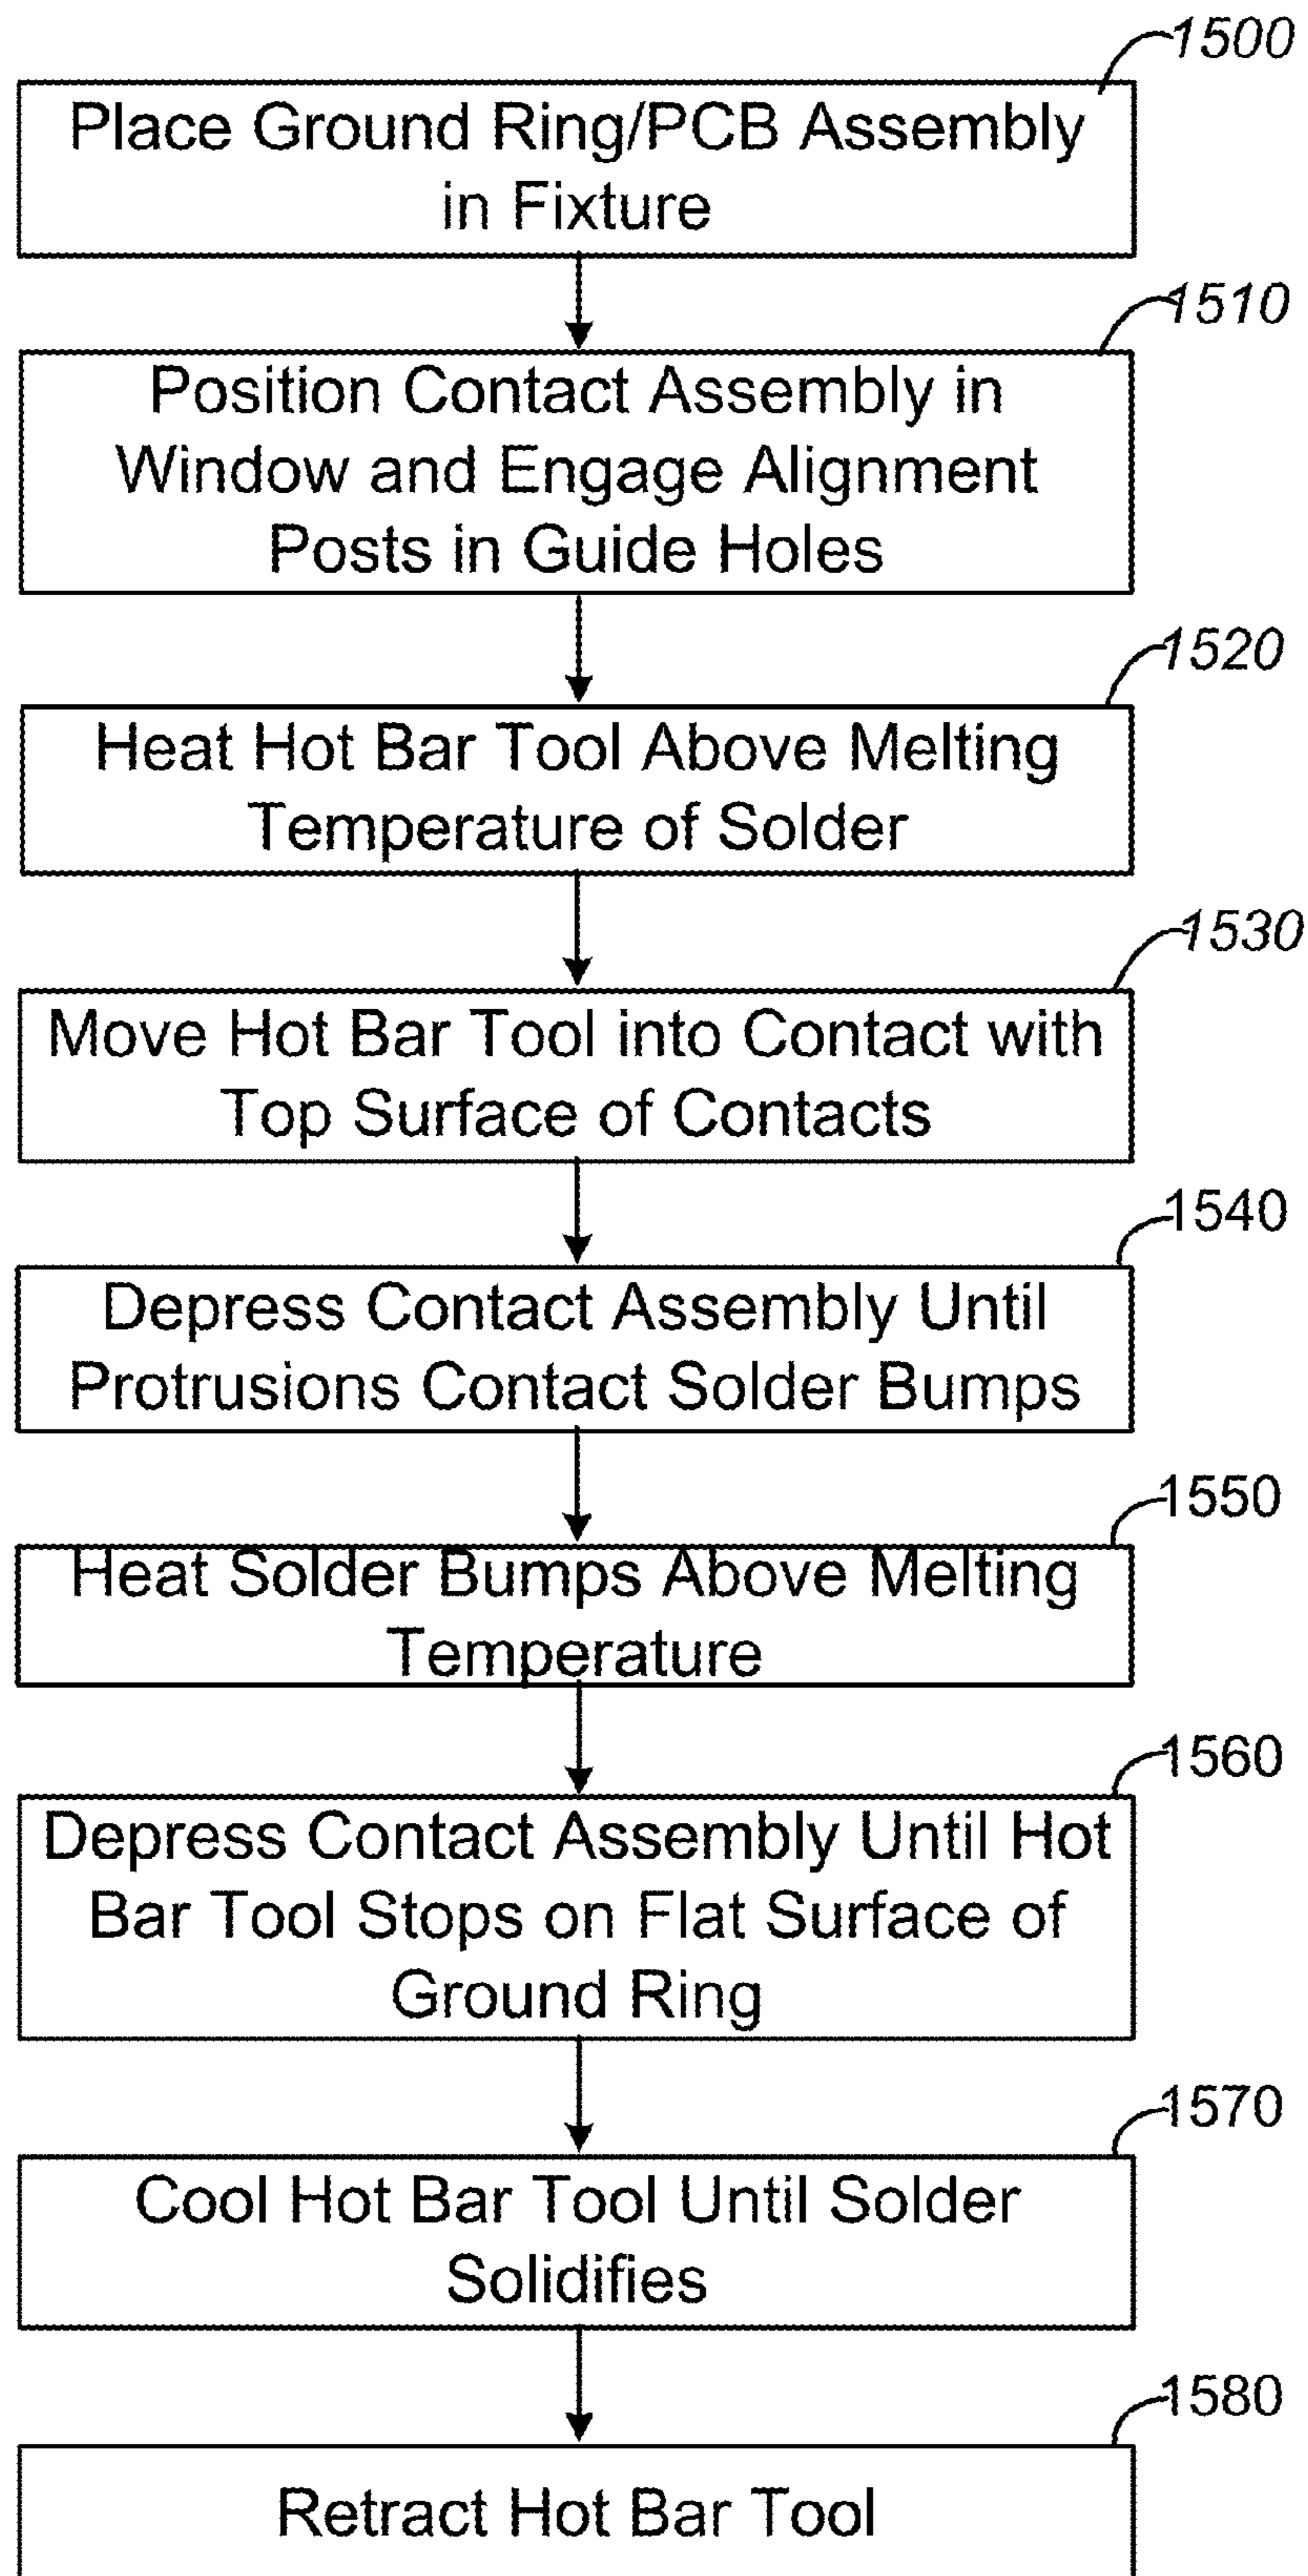 1500
Place Ground Ring/PCB Assembly
in Fixture
1510
Position Contact Assembly in
Window and Engage Alignment
Posts in Guide Holes
1520
Heat Hot Bar Tool Above Melting
Temperature of Solder
1530
Move Hot Bar Tool into Contact with
Top Surface of Contacts
1540
Depress Contact Assembly Until
Protrusions Contact Solder Bumps
1550
Heat Solder Bumps Above Melting
Temperature
1560
Depress Contact Assembly Until Hot
Bar Tool Stops on Flat Surface of
Ground Ring
1570
Cool Hot Bar Tool Until Solder
Solidifies
1580
Retract Hot Bar Tool